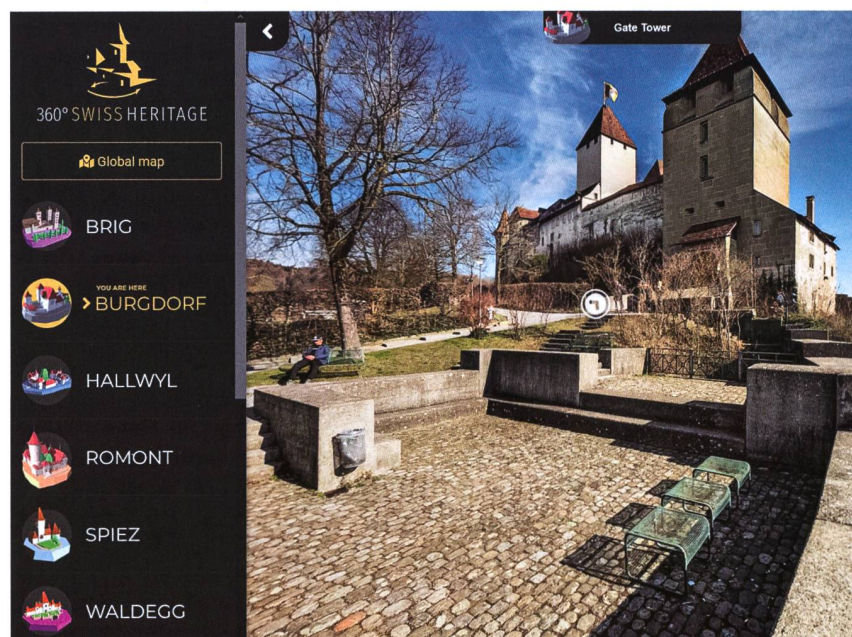 360° SWISS HERITAGE
Global map
BRIG
YOU ARE HERE
BURGDORF
HALLWYL
ROMONT
SPIEZ
WALDEGG
Gate Tower